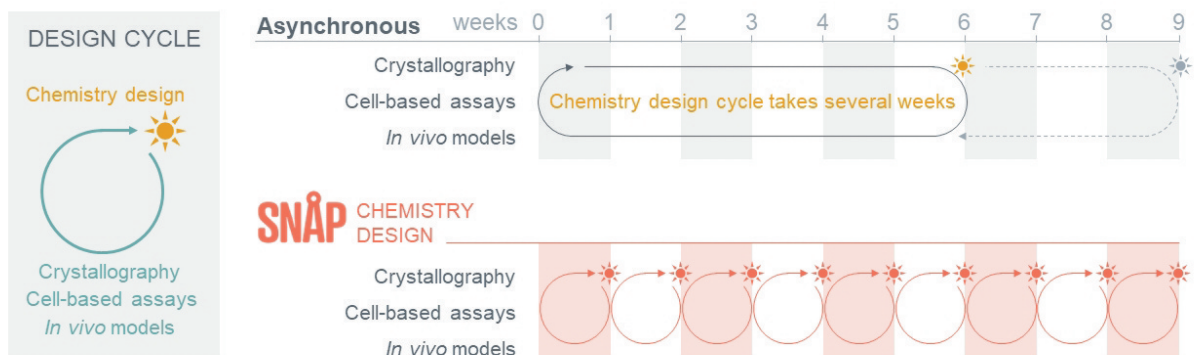 DESIGN CYCLE
Chemistry design
Crystallography
Cell-based assays
In vivo models
Asynchronous weeks 0 1 2 3 4 5 6 7 8 9
Crystallography
Cell-based assays
Chemistry design cycle takes several weeks
In vivo models
SNÅP CHEMISTRY
DESIGN
Crystallography
Cell-based assays
In vivo models